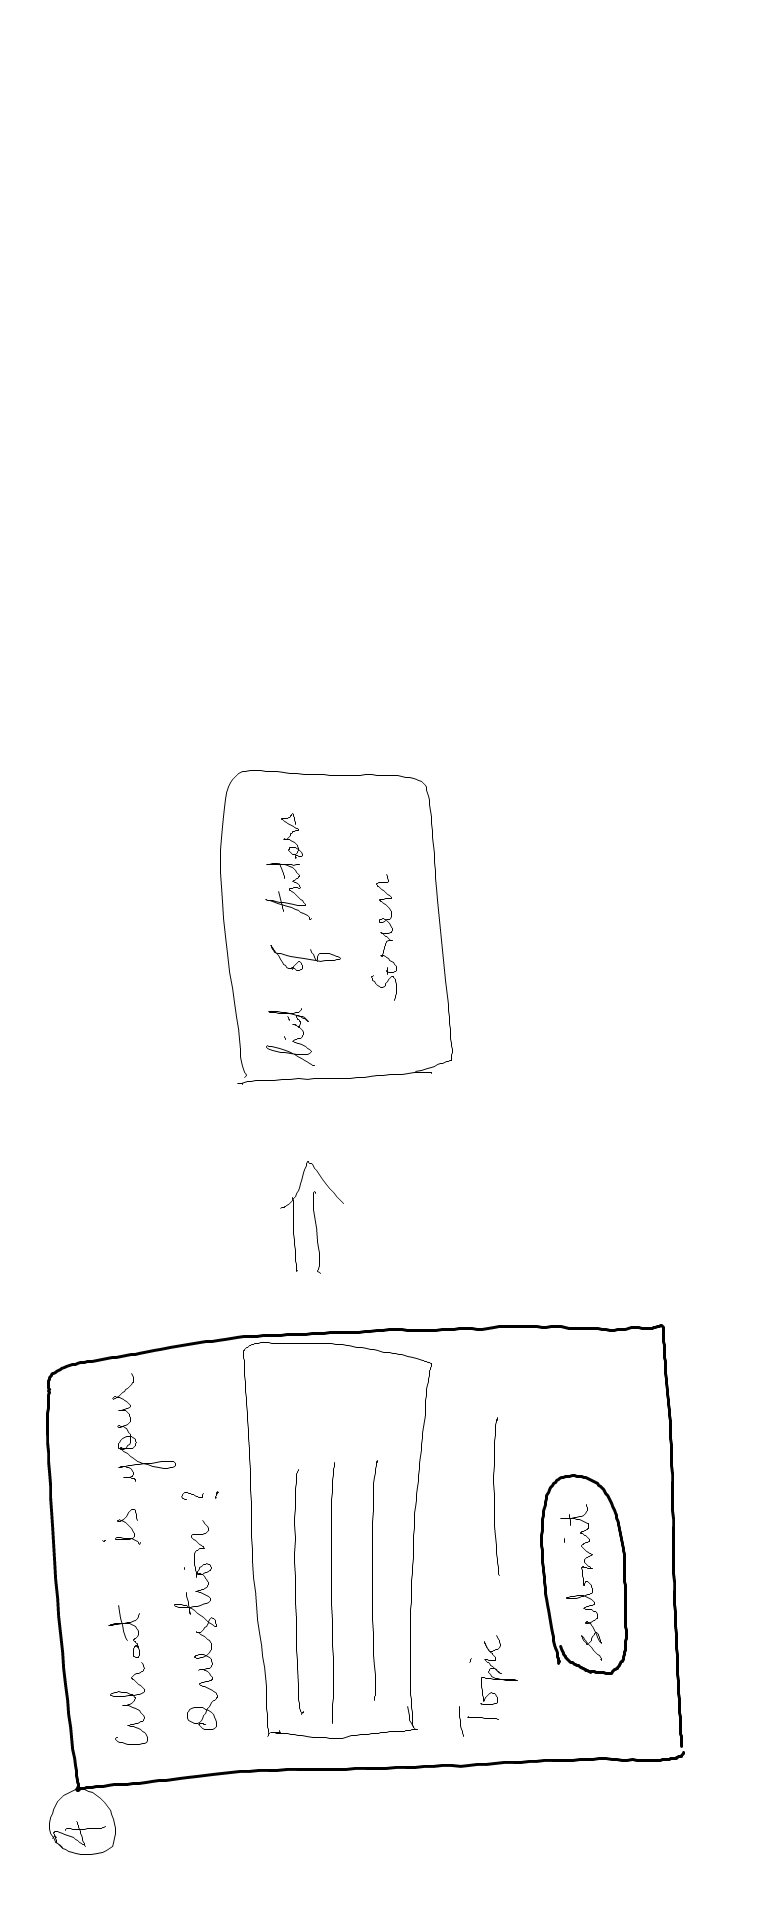 4
What is your
Question?
Topic
Submit
list of tutors
screen